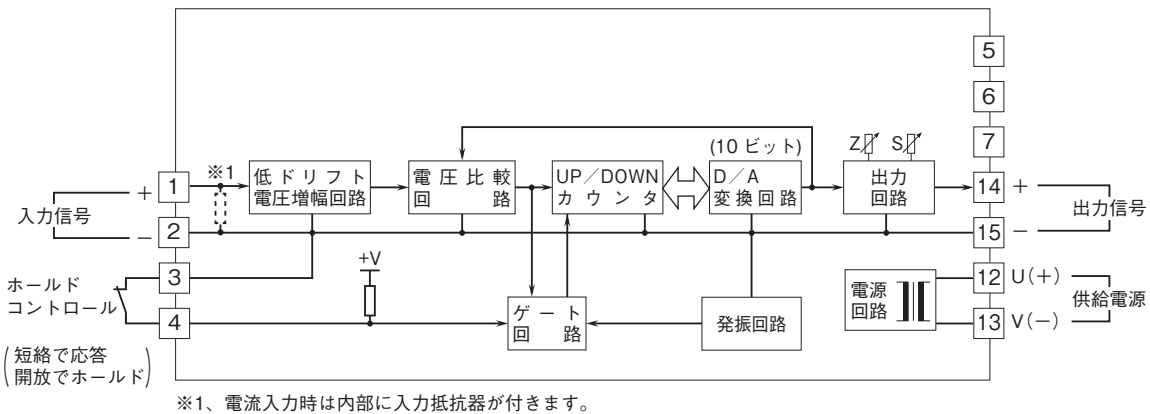 5
6
7
(10 ビット)
Z
S
※1
1
+
入力信号
−
2
低ドリフト
電圧増幅回路
電圧比較
回路
UP／DOWN
カウンタ
D／A
変換回路
出力
回路
14
+
出力信号
15
−
3
ホールド
コントロール
4
(短絡で応答
開放でホールド)
+V
ゲート
回路
発振回路
電源
回路
12
U(+)
供給電源
13
V(−)
※1、電流入力時は内部に入力抵抗器が付きます。